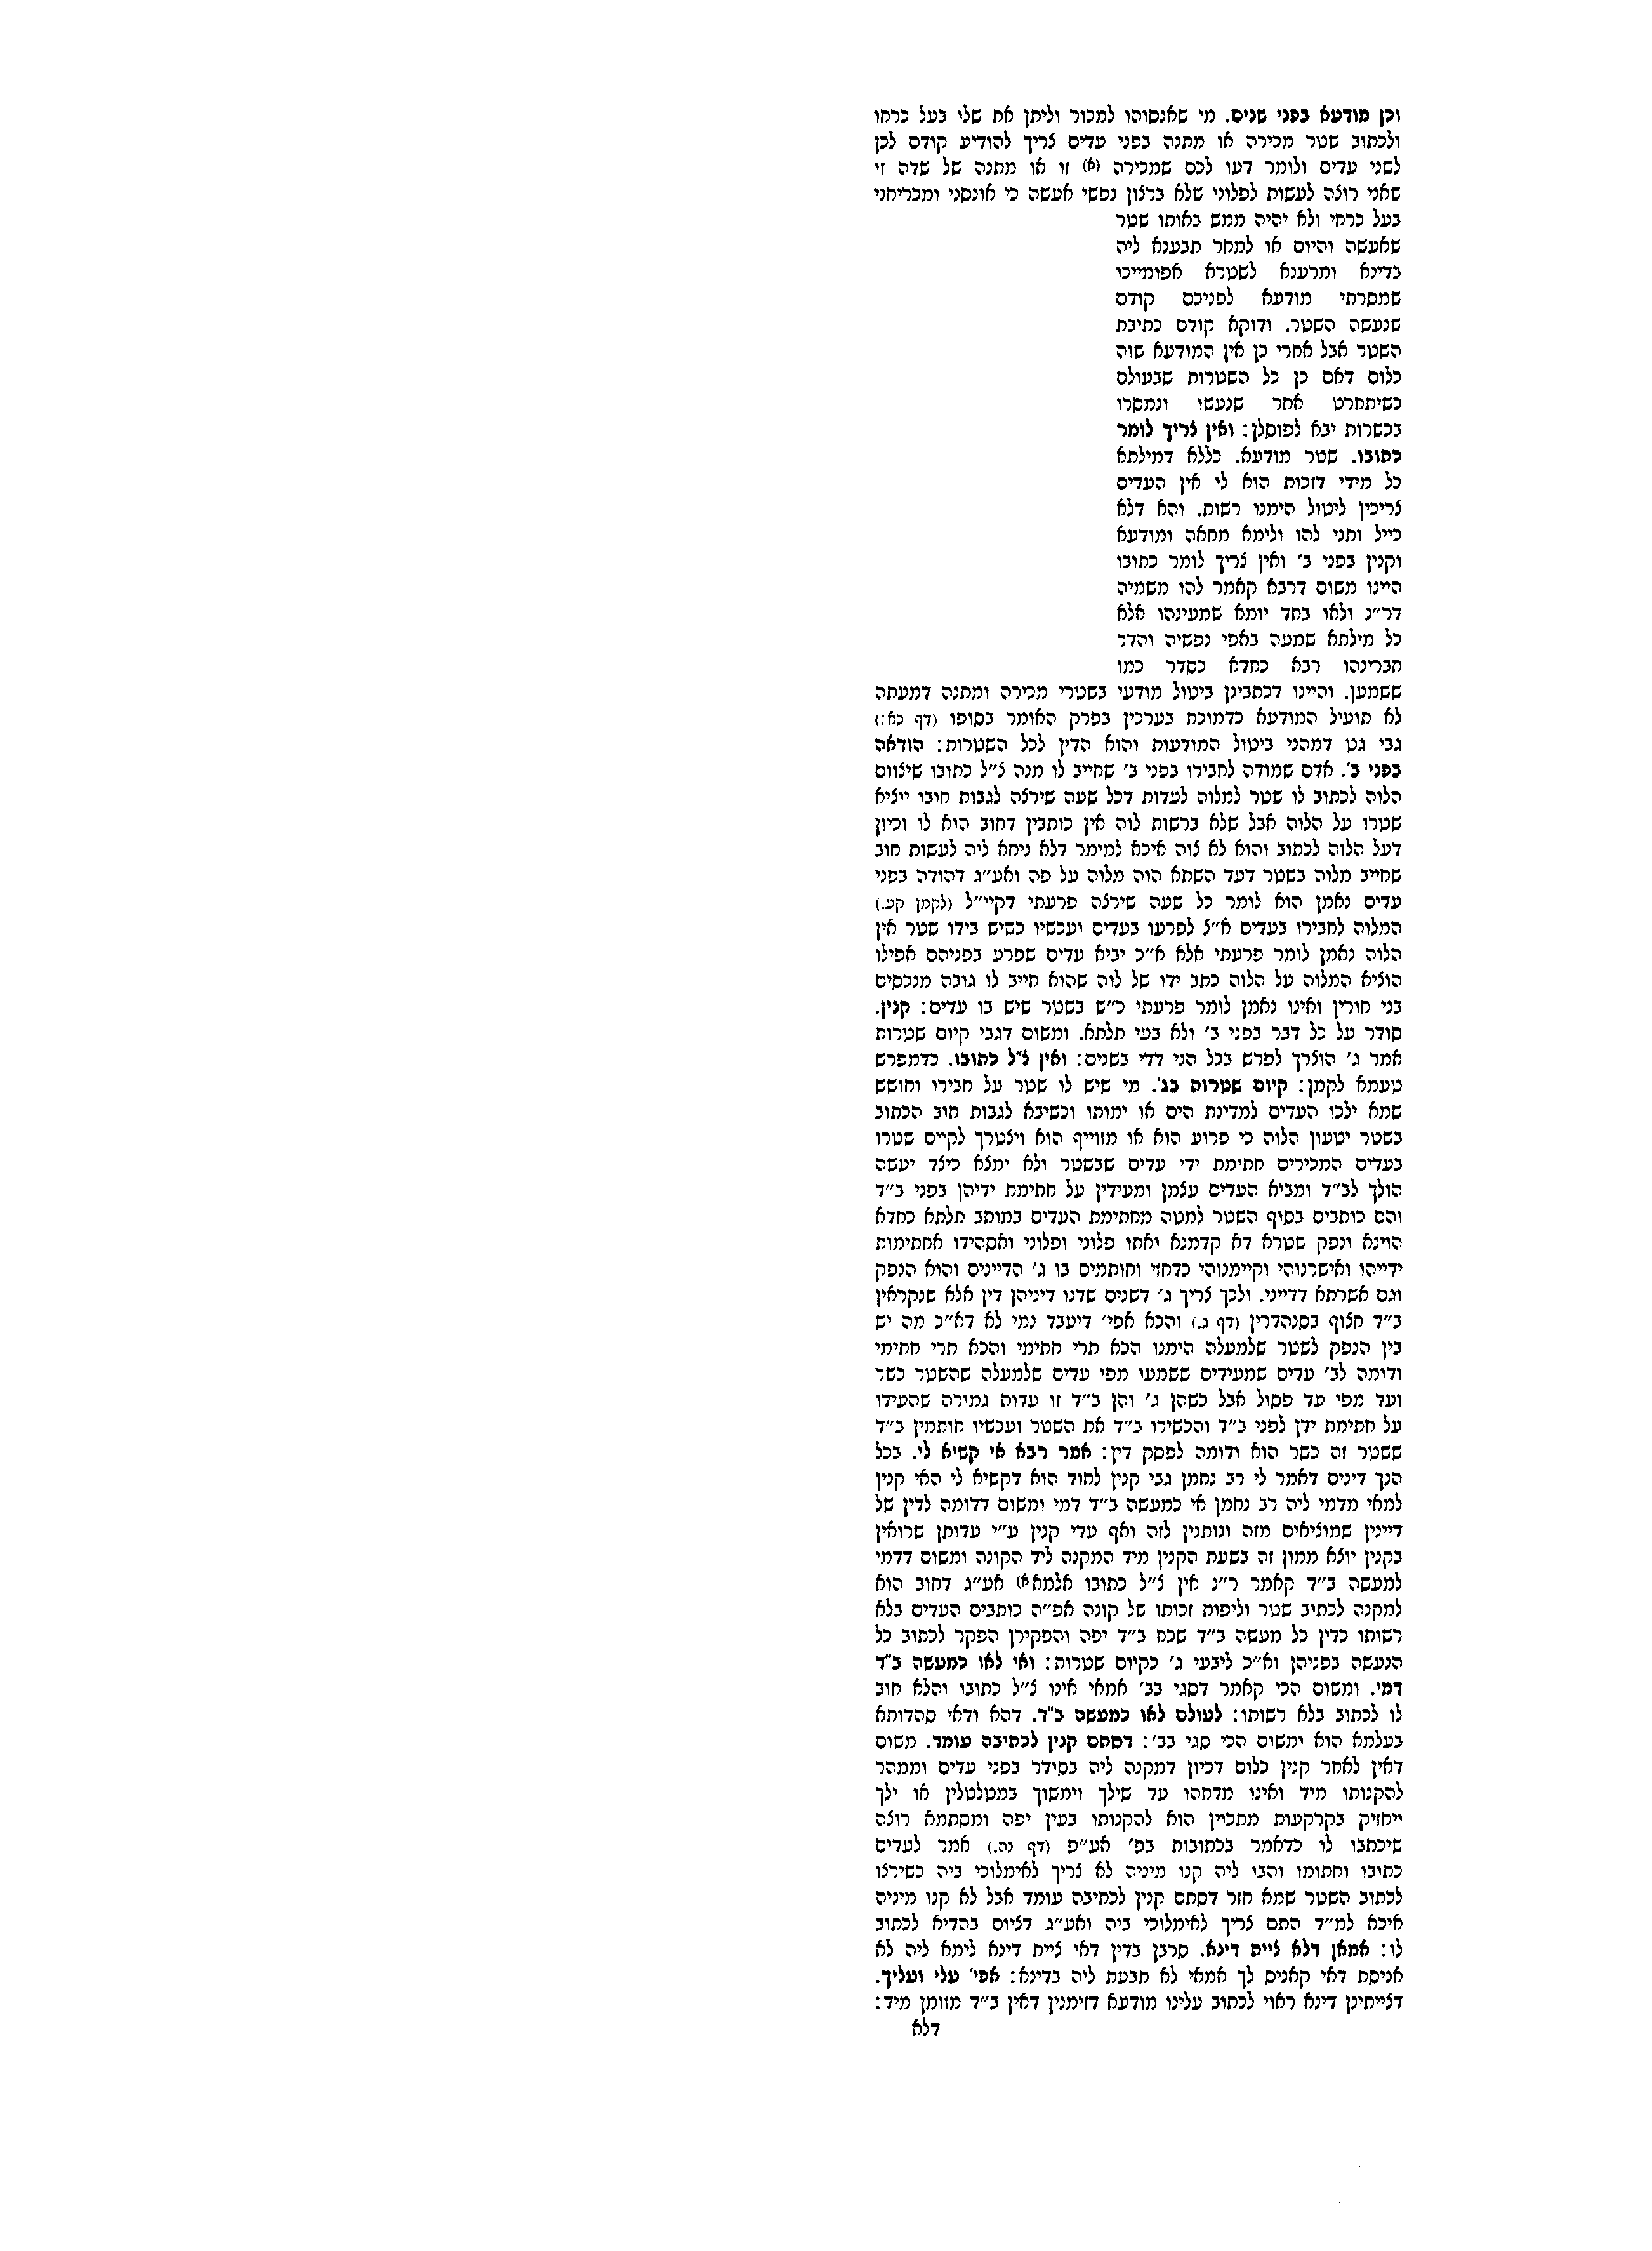 וכן מודעא בפני שנים. מי שאנסוהו למכור וליתן את שלו בעל כרחו
ולכתוב שטר מכירה או מתנה בפני עדים צריך להודיע קודם לכן
לשני עדים ולומר דעו לכם שמכירה (א) זו או מתנה של שדה זו
שאני רוצה לעשות לפלוני שלא ברצון נפשי אעשה כי אונסני ומכריחני
בעל כרחי ולא יהיה ממש באותו שטר
שאעשה והיום או למחר תבענא ליה
בדינא ומרענא לשטרא אפומייכו
שמסרתי מודעא לפניכם קודם
שנעשה השטר. ודוקא קודם כתיבת
השטר אבל אחרי כן אין המודעא שוה
כלום דאם כן כל השטרות שבעולם
כשיתחרט אחר שנעשו ונמסרו
בכשרות יבא לפוסלן: ואין צריך לומר
כתובו. שטר מודעא. כללא דמילתא
כל מידי דזכות הוא לו אין העדים
צריכין ליטול הימנו רשות. והא דלא
כייל ותני להו ולימא מחאה ומודעא
וקנין בפני ב׳ ואין צריך לומר כתובו
היינו משום דרבא קאמר להו משמיה
דר״נ ולאו בחד יומא שמעינהו אלא
כל מילתא שמעה באפי נפשיה והדר
חברינהו רבא כחדא כסדר כמו
ששמען. והיינו דכתבינן ביטול מודעי בשטרי מכירה ומתנה דמעתה
לא תועיל המודעא כדמוכח בערכין בפרק האומר בסופו (דף כא:)
גבי גט דמהני ביטול המודעות והוא הדין לכל השטרות: הודאה
בפני ב׳. אדם שמודה לחבירו בפני ב׳ שחייב לו מנה צ״ל כתובו שיצווס
הלוה לכתוב לו שטר למלוה לעדות דכל שעה שירצה לגבות חובו יוציא
שטרו על הלוה אבל שלא ברשות לוה אין כותבין דחוב הוא לו וכיון
דעל הלוה לכתוב והוא לא צוה איכא למימר דלא ניחא ליה לעשות חוב
שחייב מלוה בשטר דעד השתא הוה מלוה על פה ואע״ג דהודה בפני
עדים נאמן הוא לומר כל שעה שירצה פרעתי דקיי״ל (לקמן קע.)
המלוה לחבירו בעדים א״צ לפרעו בעדים ועכשיו כשיש בידו שטר אין
הלוה נאמן לומר פרעתי אלא א״כ יביא עדים שפרע בפניהם אפילו
הוציא המלוה על הלוה כתב ידו של לוה שהוא חייב לו גובה מנכסים
בני חורין ואינו נאמן לומר פרעתי כ״ש בשטר שיש בו עדים: קנין.
סודר על כל דבר בפני ב׳ ולא בעי תלתא. ומשום דגבי קיום שטרות
אמר ג׳ הוצרך לפרש בכל הני דדי בשנים: ואין צ״ל כתובו. כדמפרש
טעמא לקמן: קיום שטרות בג׳. מי שיש לו שטר על חבירו וחושש
שמא ילכו העדים למדינת הים או ימותו וכשיבא לגבות חוב הכתוב
בשטר יטעון הלוה כי פרוע הוא או מזוייף הוא ויצטרך לקיים שטרו
בעדים המכירים חתימת ידי עדים שבשטר ולא ימצא כיצד יעשה
הולך לב״ד ומביא העדים עצמן ומעידין על חתימת ידיהן בפני ב״ד
והם כותבים בסוף השטר למטה מחתימת העדים במותב תלתא כחדא
הוינא ונפק שטרא דא קדמנא ואתו פלוני ופלוני ואסהידו אחתימות
ידייהו ואישרנוהי וקיימנוהי כדחזי וחותמים בו ג׳ הדיינים והוא הנפק
וגם אשרתא דדייני. ולכך צריך ג׳ דשנים שדנו דיניהן דין אלא שנקראין
ב״ד חצוף בסנהדרין (דף ג.) והכא אפי׳ דיעבד נמי לא דא״כ מה יש
בין הנפק לשטר שלמעלה הימנו הכא תרי חתימי והכא תרי חתימי
ודומה לב׳ עדים שמעידים ששמעו מפי עדים שלמעלה שהשטר כשר
ועד מפי עד פסול אבל כשהן ג׳ והן ב״ד זו עדות גמורה שהעידו
על חתימת ידן לפני ב״ד והכשירו ב״ד את השטר ועכשיו חותמין ב״ד
ששטר זה כשר הוא ודומה לפסק דין: אמר רבא אי קשיא לי. בכל
הנך דינים דאמר לי רב נחמן גבי קנין לחוד הוא דקשיא לי האי קנין
למאי מדמי ליה רב נחמן אי כמעשה ב״ד דמי ומשום דדומה לדין של
דיינין שמוציאים מזה ונותנין לזה ואף עדי קנין ע״י עדותן שרואין
בקנין יוצא ממון זה בשעת הקנין מיד המקנה ליד הקונה ומשום דדמי
למעשה ב״ד קאמר ר״נ אין צ״ל כתובו אלמא א) אע״ג דחוב הוא
למקנה לכתוב שטר וליפות זכותו של קונה אפ״ה כותבים העדים בלא
רשותו כדין כל מעשה ב״ד שכח ב״ד יפה והפקירן הפקר לכתוב כל
הנעשה בפניהן וא״כ ליבעי ג׳ כקיום שטרות: ואי לאו כמעשה ב״ד
דמי. ומשום הכי קאמר דסגי בב׳ אמאי אינו צ״ל כתובו והלא חוב
לו לכתוב בלא רשותו: לעולם לאו כמעשה ב״ד. דהא ודאי סהדותא
בעלמא הוא ומשום הכי סגי בב׳: דסתם קנין לכתיבה עומד. משום
דאין לאחר קנין כלום דכיון דמקנה ליה בסודר בפני עדים וממהר
להקנותו מיד ואינו מדחהו עד שילך וימשוך במטלטלין או ילך
ויחזיק בקרקעות מתכוין הוא להקנותו בעין יפה ומסתמא רוצה
שיכתבו לו כדאמר בכתובות בפ׳ אע״פ (דף נה.) אמר לעדים
כתובו וחתומו והבו ליה קנו מיניה לא צריך לאימלוכי ביה כשירצו
לכתוב השטר שמא חזר דסתם קנין לכתיבה עומד אבל לא קנו מיניה
איכא למ״ד התם צריך לאימלוכי ביה ואע״ג דציום בהדיא לכתוב
לו: אמאן דלא ציית דינא. סרבן בדין דאי ציית דינא לימא ליה לא
אניסת דאי קאניס לך אמאי לא תבעת ליה בדינא: אפי׳ עלי ועליך.
דצייתינן דינא ראוי לכתוב עלינו מודעא דזימנין דאין ב״ד מזומן מיד:
דלא